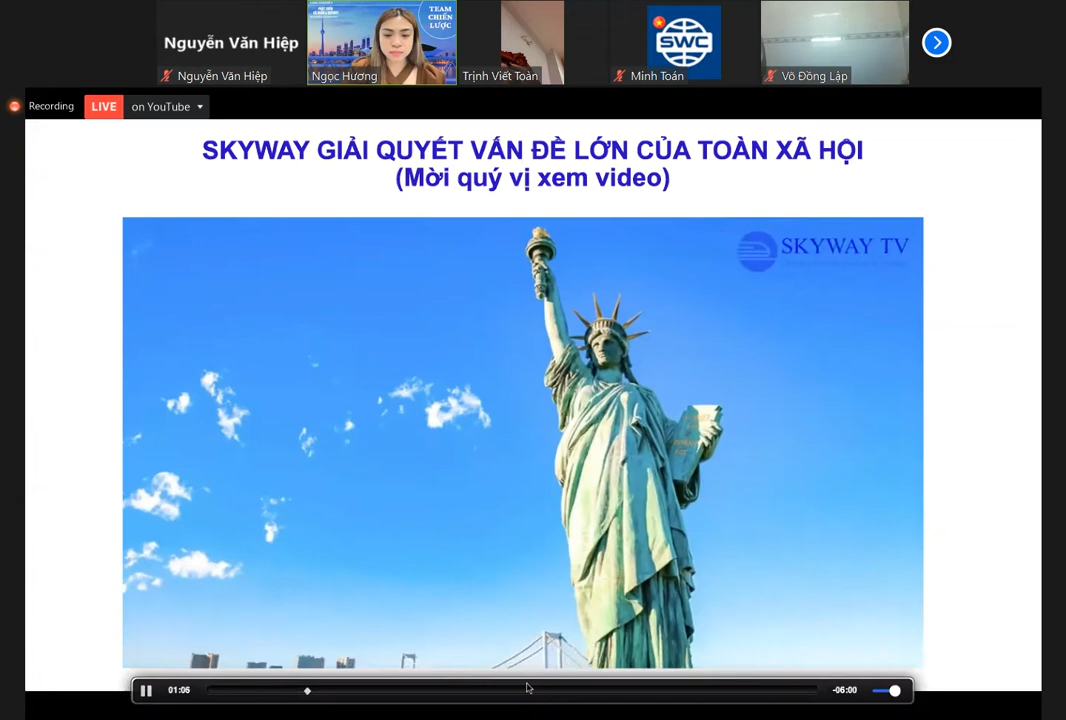 Nguyễn Văn Hiệp
Nguyễn Văn Hiệp
TEAM
CHIẾN
LƯỢC
Ngọc Hương
Trịnh Viết Toàn
SWC
Minh Toán
Võ Đồng Lập
Recording
LIVE
on YouTube
SKYWAY GIẢI QUYẾT VẤN ĐỀ LỚN CỦA TOÀN XÃ HỘI
(Mời quý vị xem video)
SKYWAY TV
01:06
-06:00